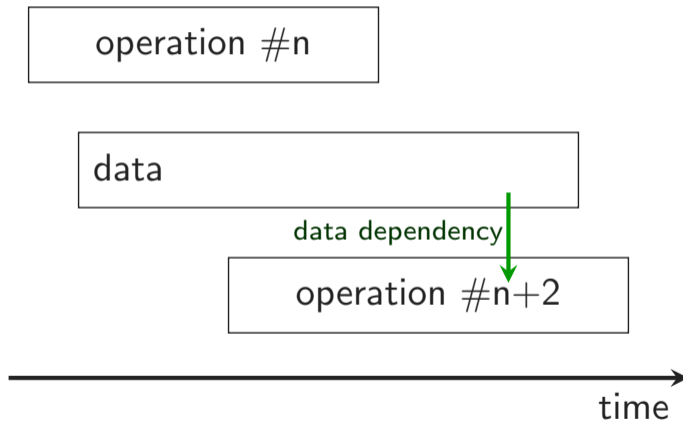 operation #n
data
data dependency
operation #n+2
time